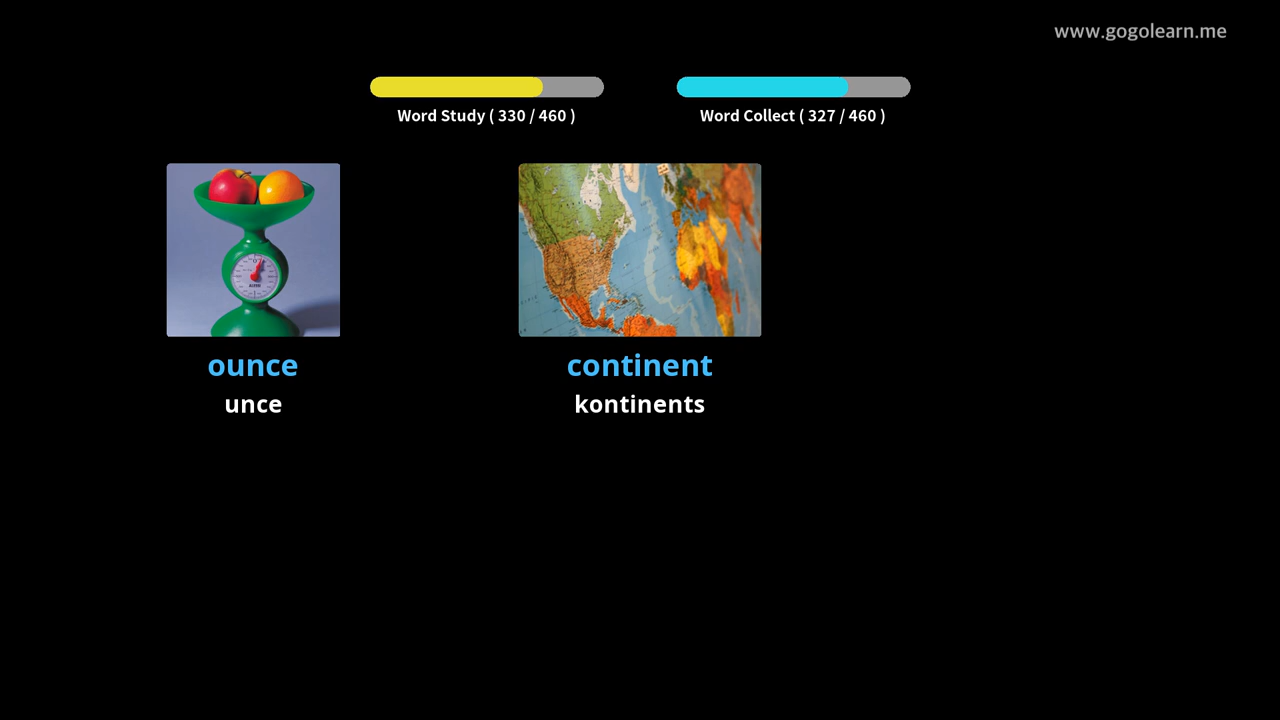 www.gogolearn.me
Word Study ( 330 / 460 )
Word Collect ( 327 / 460 )
ounce
unce
continent
kontinents